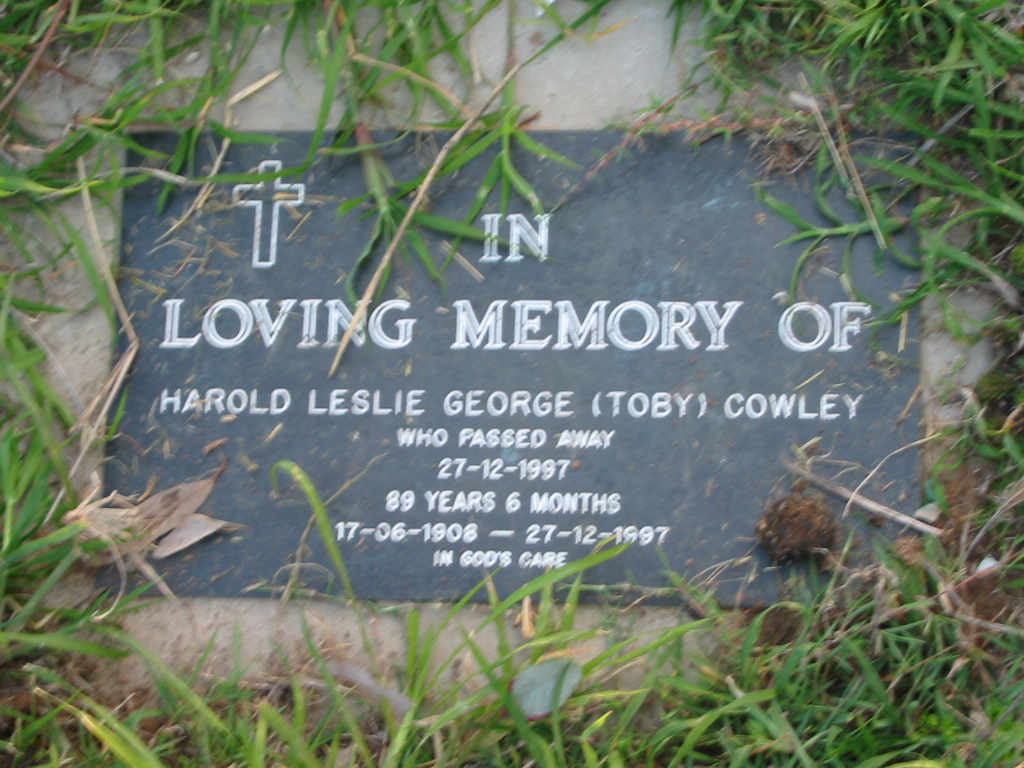 IN
LOVING MEMORY OF
HAROLD LESLIE GEORGE (TOBY) COWLEY
WHO PASSED AWAY
27-12-1997
89 YEARS 6 MONTHS
17-06-1908 — 27-12-1997
IN GOD'S CARE